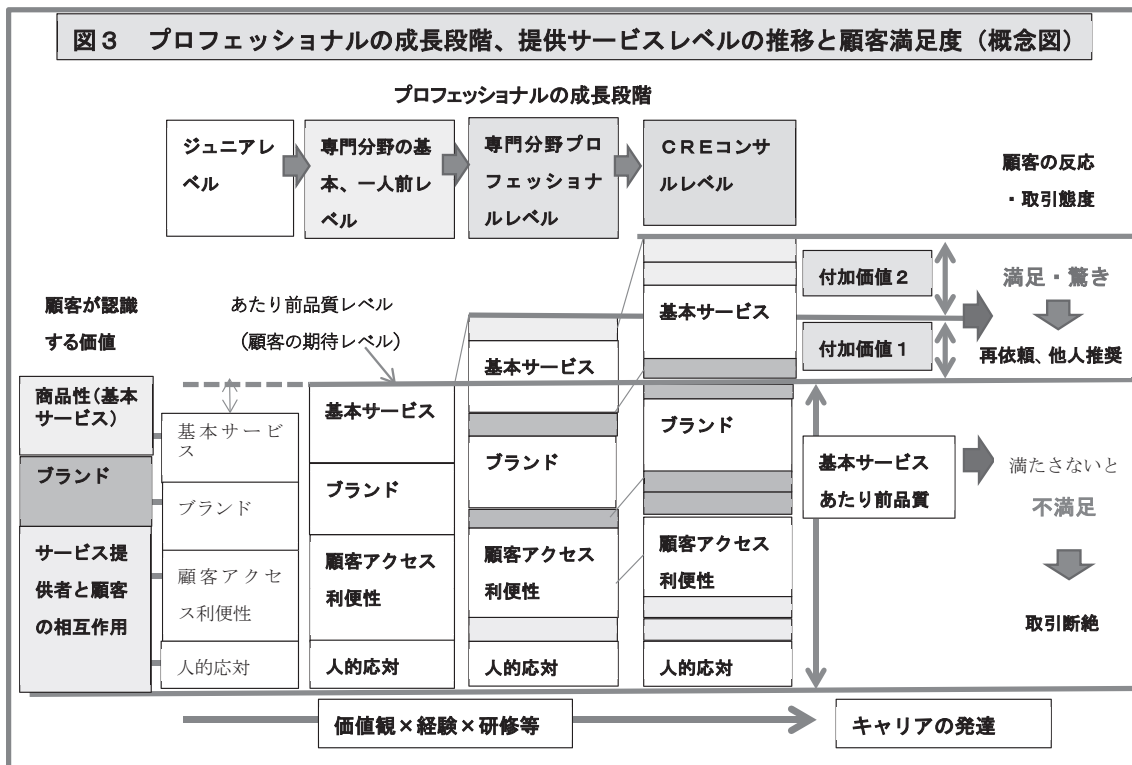 図3 プロフェッショナルの成長段階、提供サービスレベルの推移と顧客満足度（概念図）
プロフェッショナルの成長段階
ジュニアレ
ベル
専門分野の基
本、一人前レ
ベル
専門分野プロ
フェッショナ
ルレベル
ＣＲＥコンサ
ルレベル
顧客の反応
・取引態度
顧客が認識
する価値
あたり前品質レベル
（顧客の期待レベル）
商品性（基本
サービス）
ブランド
サービス提
供者と顧客
の相互作用
基本サービ
ス
ブランド
顧客アクセ
ス利便性
人的応対
基本サービス
ブランド
顧客アクセス
利便性
人的応対
基本サービス
ブランド
顧客アクセス
利便性
人的応対
基本サービス
ブランド
顧客アクセス
利便性
人的応対
付加価値２
付加価値１
基本サービス
あたり前品質
満足・驚き
再依頼、他人推奨
満たさないと
不満足
取引断絶
価値観×経験×研修等
キャリアの発達